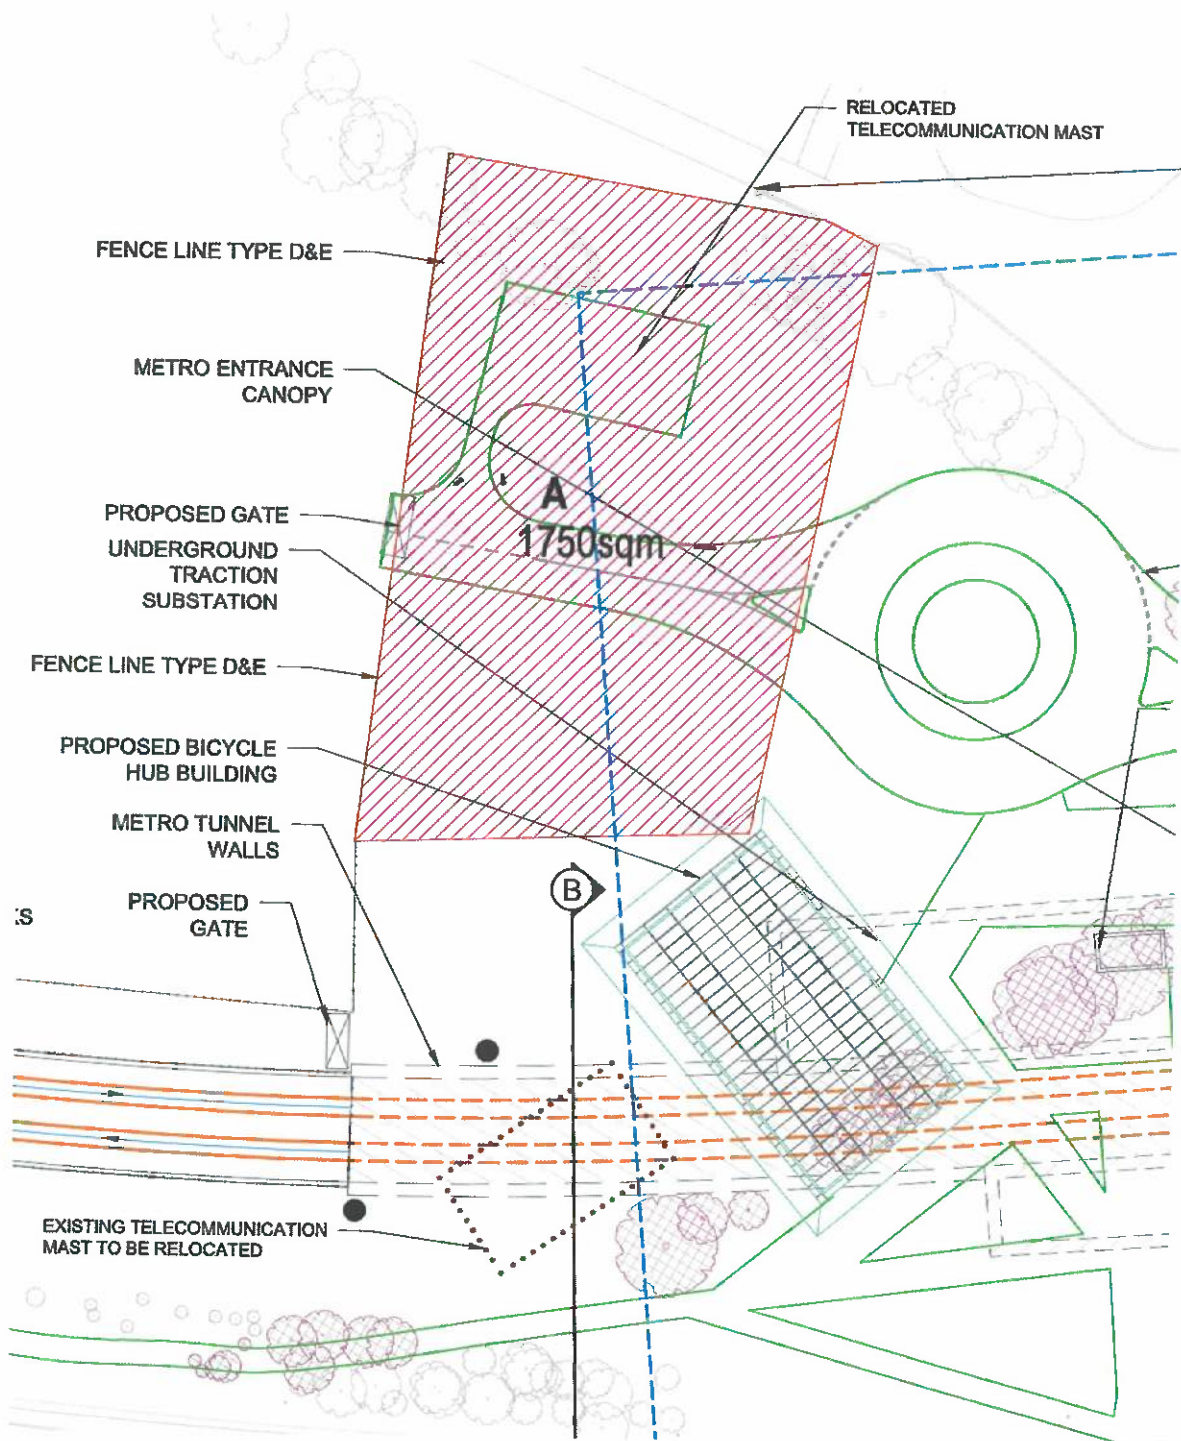 RELOCATED
TELECOMMUNICATION MAST
FENCE LINE TYPE D&E
METRO ENTRANCE
CANOPY
A
1750sqm
PROPOSED GATE
UNDERGROUND
TRACTION
SUBSTATION
FENCE LINE TYPE D&E
PROPOSED BICYCLE
HUB BUILDING
METRO TUNNEL
WALLS
B
PROPOSED
GATE
:S
EXISTING TELECOMMUNICATION
MAST TO BE RELOCATED